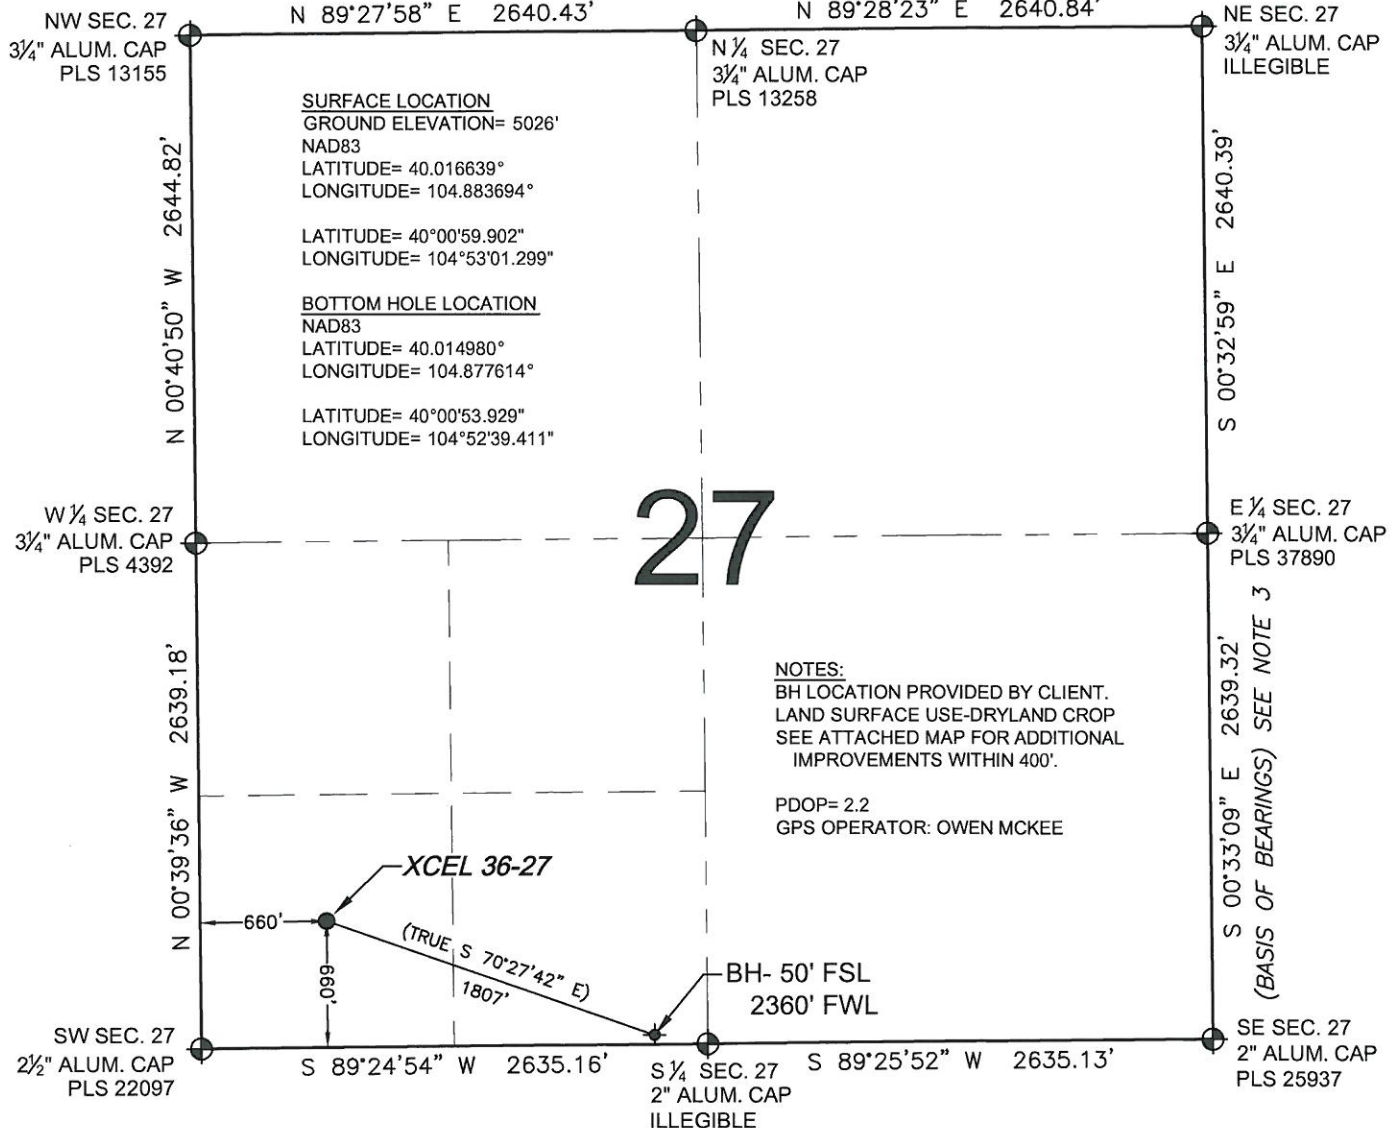 N 89°27'58" E 2640.43'
N 89°28'23" E 2640.84'
NW SEC. 27
3¼" ALUM. CAP
PLS 13155
N ¼ SEC. 27
3¼" ALUM. CAP
PLS 13258
NE SEC. 27
3¼" ALUM. CAP
ILLEGIBLE
SURFACE LOCATION
GROUND ELEVATION= 5026'
NAD83
LATITUDE= 40.016639°
LONGITUDE= 104.883694°
LATITUDE= 40°00'59.902"
LONGITUDE= 104°53'01.299"
BOTTOM HOLE LOCATION
NAD83
LATITUDE= 40.014980°
LONGITUDE= 104.877614°
LATITUDE= 40°00'53.929"
LONGITUDE= 104°52'39.411"
N 00°40'50" W 2644.82'
S 00°32'59" E 2640.39'
W ¼ SEC. 27
3¼" ALUM. CAP
PLS 4392
27
E ¼ SEC. 27
3¼" ALUM. CAP
PLS 37890
N 00°39'36" W 2639.18'
NOTES:
BH LOCATION PROVIDED BY CLIENT.
LAND SURFACE USE-DRYLAND CROP
SEE ATTACHED MAP FOR ADDITIONAL
IMPROVEMENTS WITHIN 400'.
PDOP= 2.2
GPS OPERATOR: OWEN MCKEE
S 00°33'09" E 2639.32'
(BASIS OF BEARINGS) SEE NOTE 3
XCEL 36-27
660'
660'
(TRUE S 70°27'42" E)
1807'
BH- 50' FSL
2360' FWL
SW SEC. 27
2½" ALUM. CAP
PLS 22097
S 89°24'54" W 2635.16'
S ¼ SEC. 27
2" ALUM. CAP
ILLEGIBLE
S 89°25'52" W 2635.13'
SE SEC. 27
2" ALUM. CAP
PLS 25937